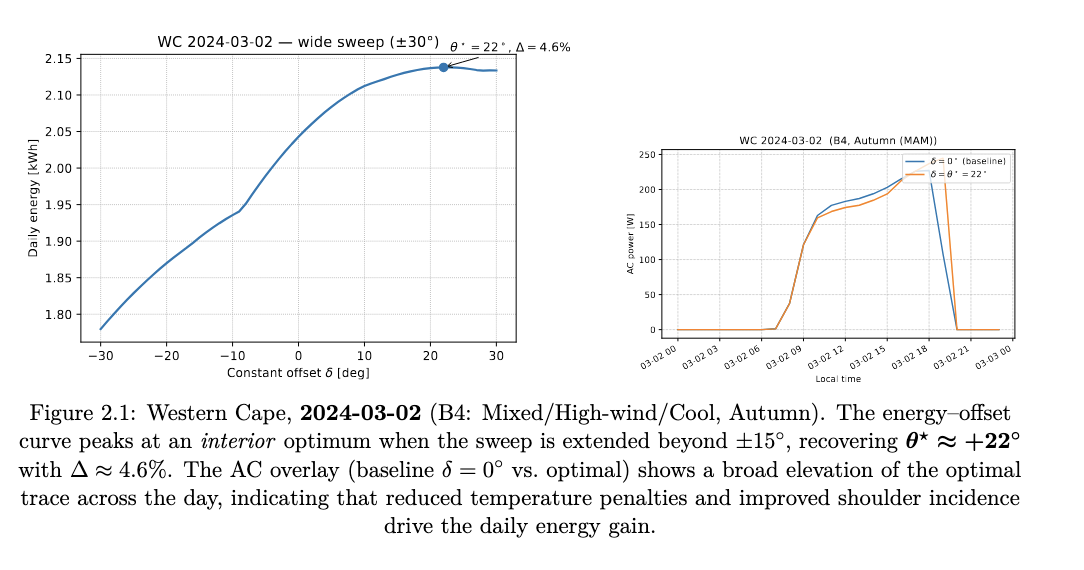 WC 2024-03-02 — wide sweep (±30°)
θ* = 22°, Δ = 4.6%
2.15
2.10
2.05
2.00
1.95
1.90
1.85
1.80
Daily energy [kWh]
−30 −20 −10 0 10 20 30
Constant offset δ [deg]
WC 2024-03-02 (B4, Autumn (MAM))
δ = 0° (baseline)
δ = θ* = 22°
250
200
150
100
50
0
AC power [W]
03-02 00 03-02 03 03-02 06 03-02 09 03-02 12 03-02 15 03-02 18 03-02 21 03-03 00
Local time
Figure 2.1: Western Cape, 2024-03-02 (B4: Mixed/High-wind/Cool, Autumn). The energy–offset
curve peaks at an interior optimum when the sweep is extended beyond ±15°, recovering θ* ≈ +22°
with Δ ≈ 4.6%. The AC overlay (baseline δ = 0° vs. optimal) shows a broad elevation of the optimal
trace across the day, indicating that reduced temperature penalties and improved shoulder incidence
drive the daily energy gain.